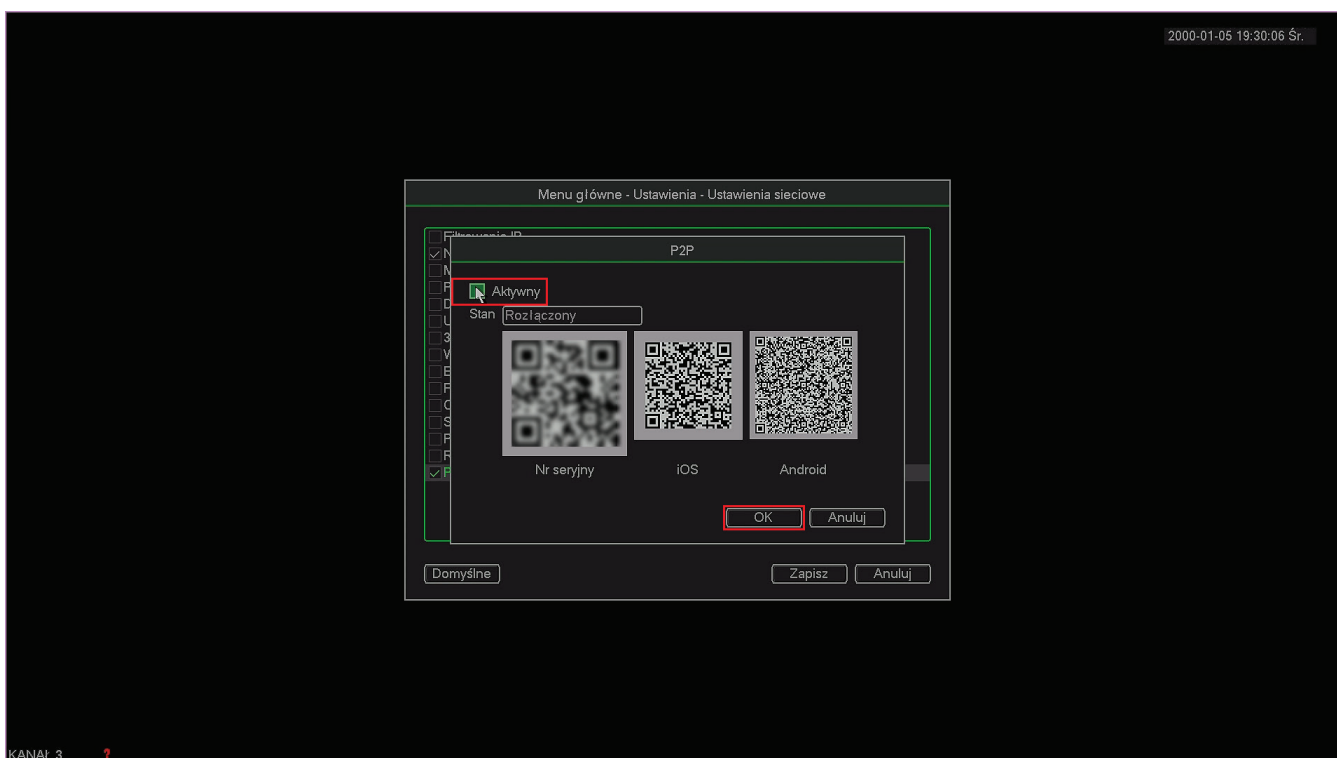 2000-01-05 19:30:06 Śr.
Menu główne - Ustawienia - Ustawienia sieciowe
P2P
Aktywny
Stan Rozłączony
Nr seryjny iOS Android
OK Anuluj
Domyślne Zapisz Anuluj
KANAŁ 3 ?